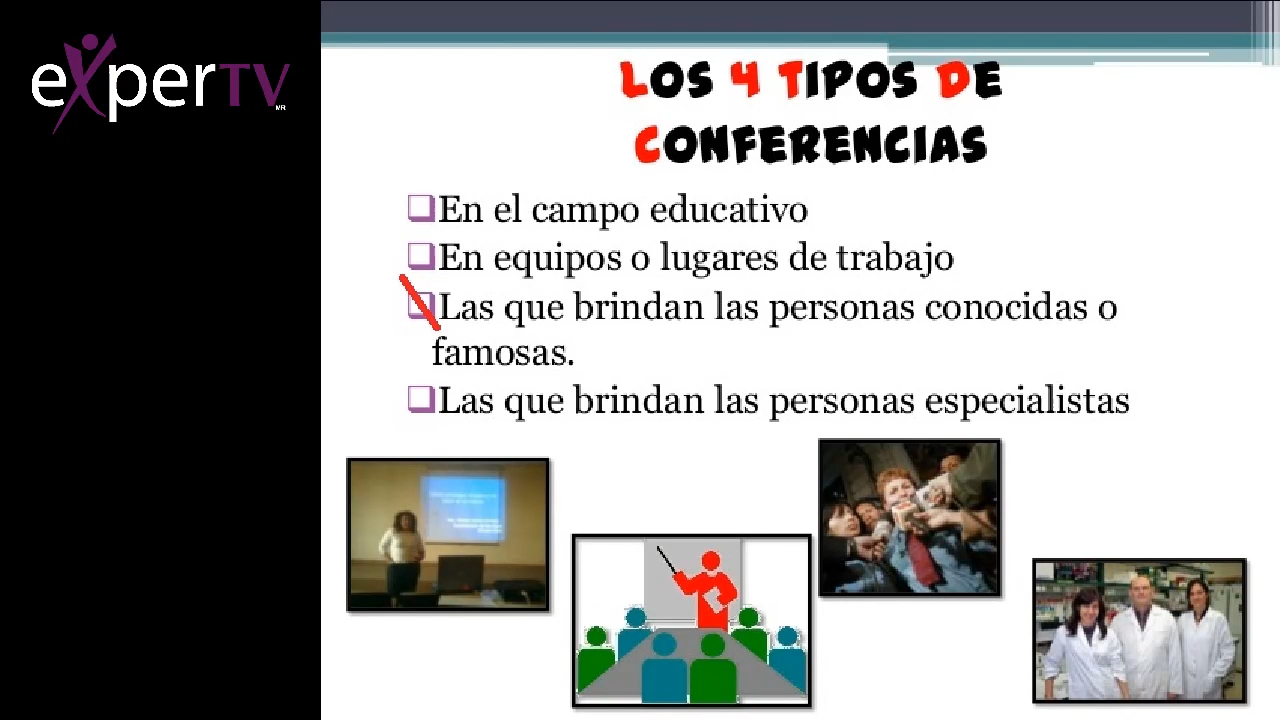 eXperTV
MR
Los 4 Tipos De
Conferencias
❑En el campo educativo
❑En equipos o lugares de trabajo
❑Las que brindan las personas conocidas o
famosas.
❑Las que brindan las personas especialistas